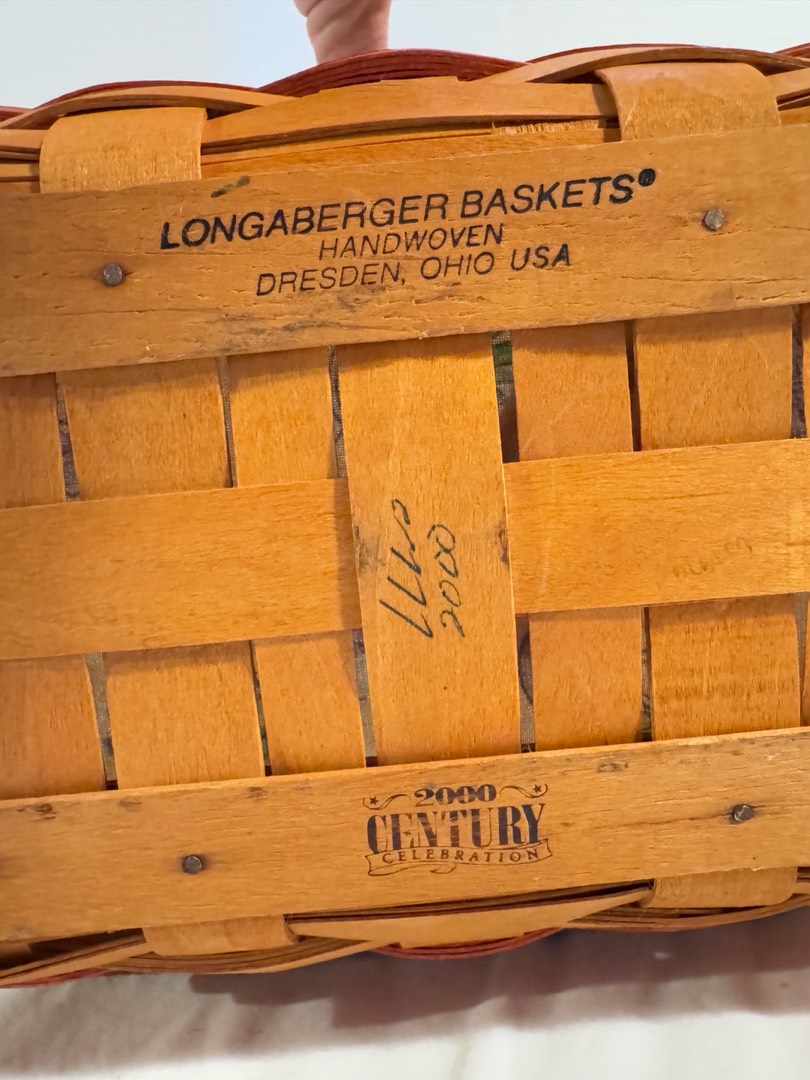 LONGABERGER BASKETS®
HANDWOVEN
DRESDEN, OHIO USA
2000
2000
CENTURY
CELEBRATION